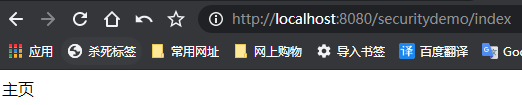 http://localhost:8080/securitydemo/index
应用 杀死标签 常用网址 网上购物 导入书签 译 百度翻译 Goo
主页